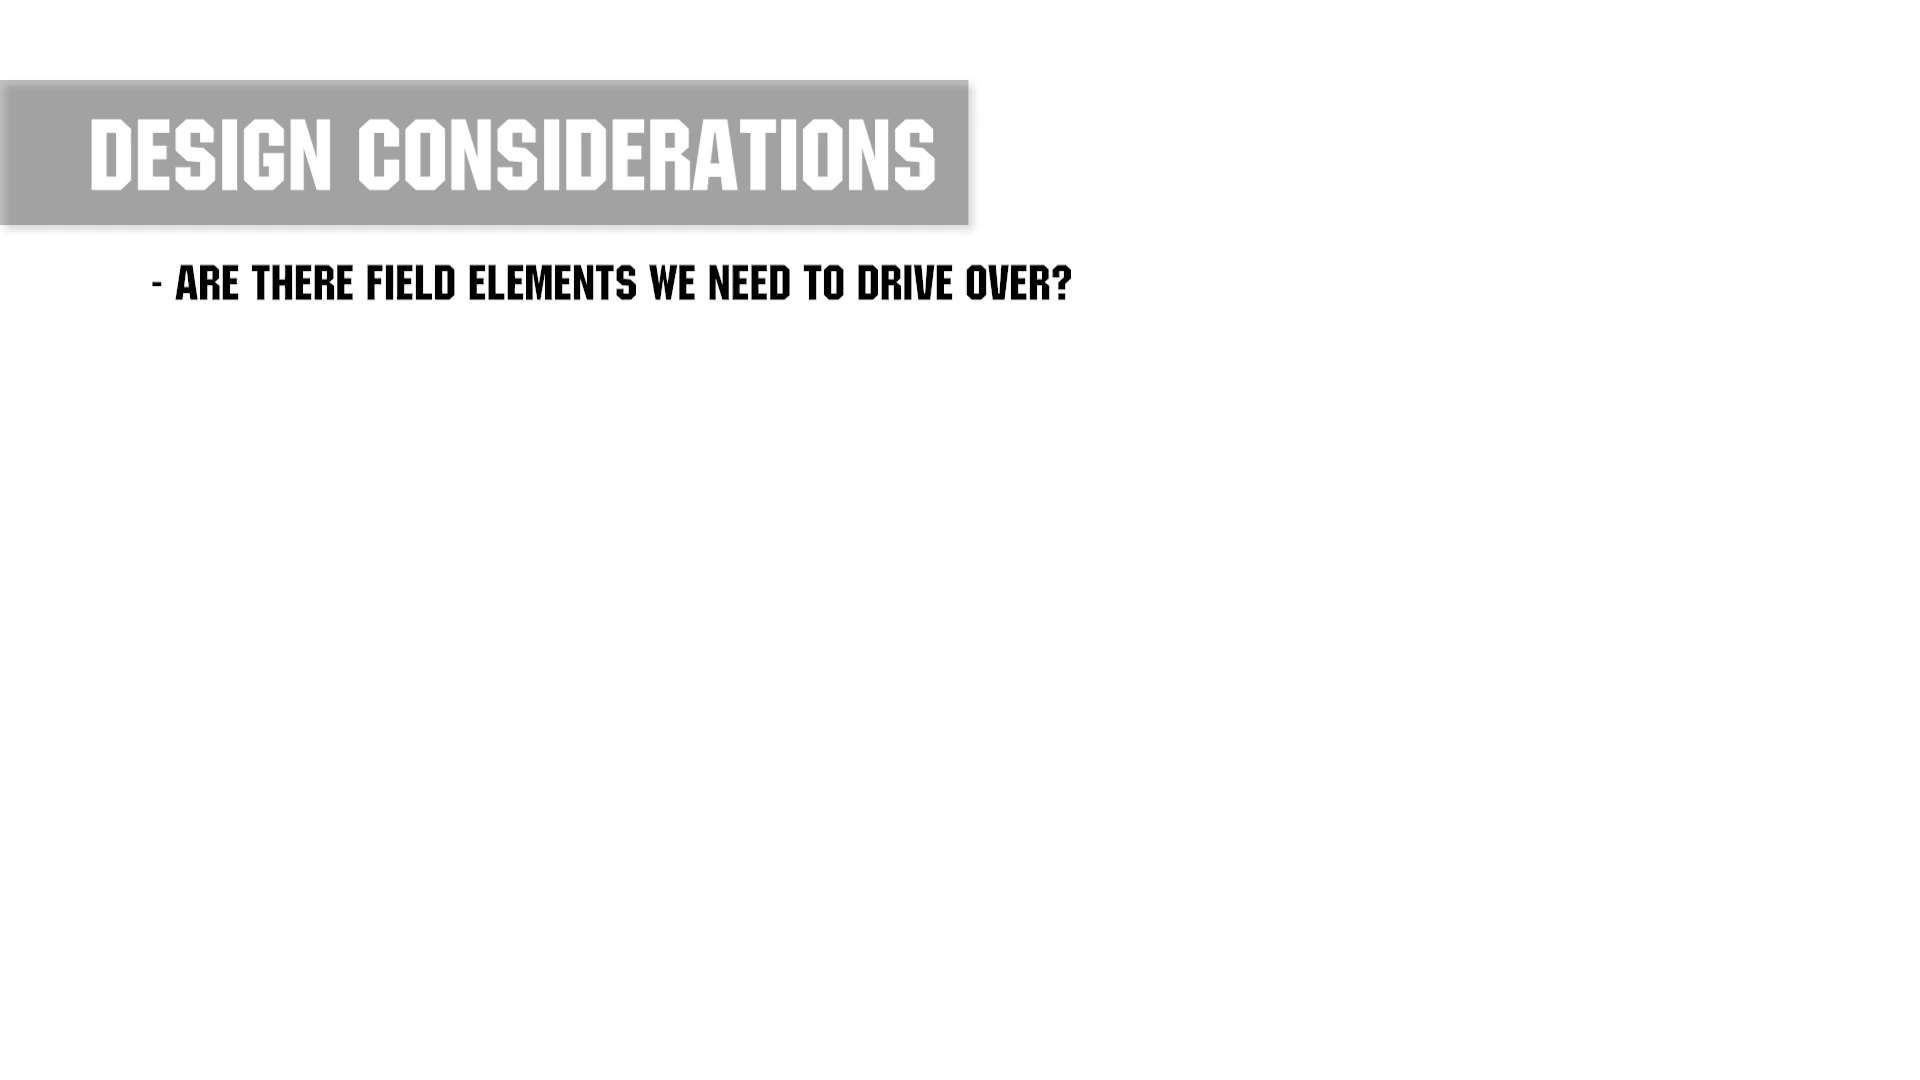 DESIGN CONSIDERATIONS
- ARE THERE FIELD ELEMENTS WE NEED TO DRIVE OVER?